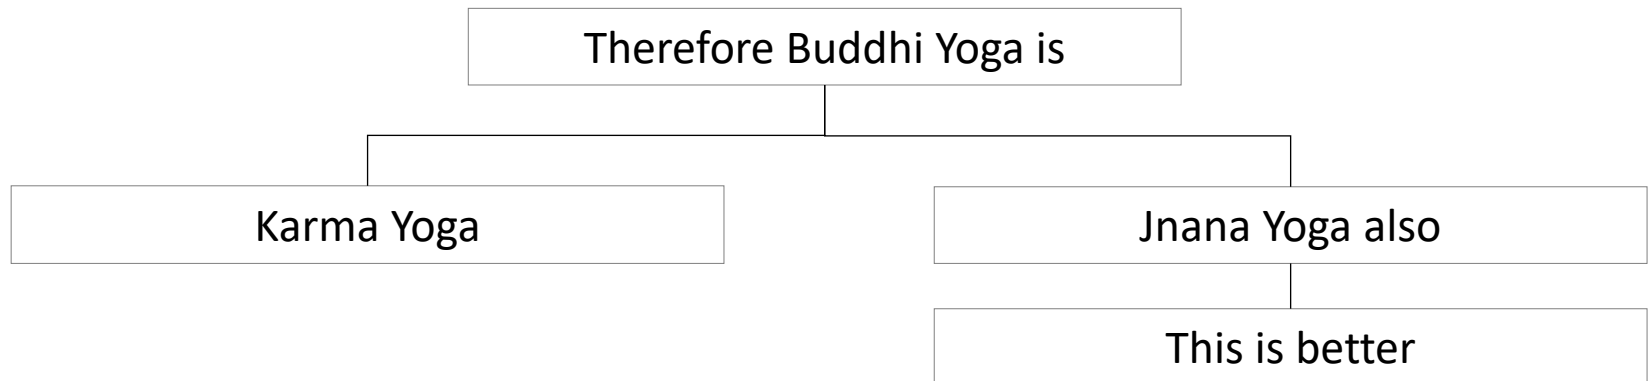 Therefore Buddhi Yoga is
Karma Yoga
Jnana Yoga also
This is better